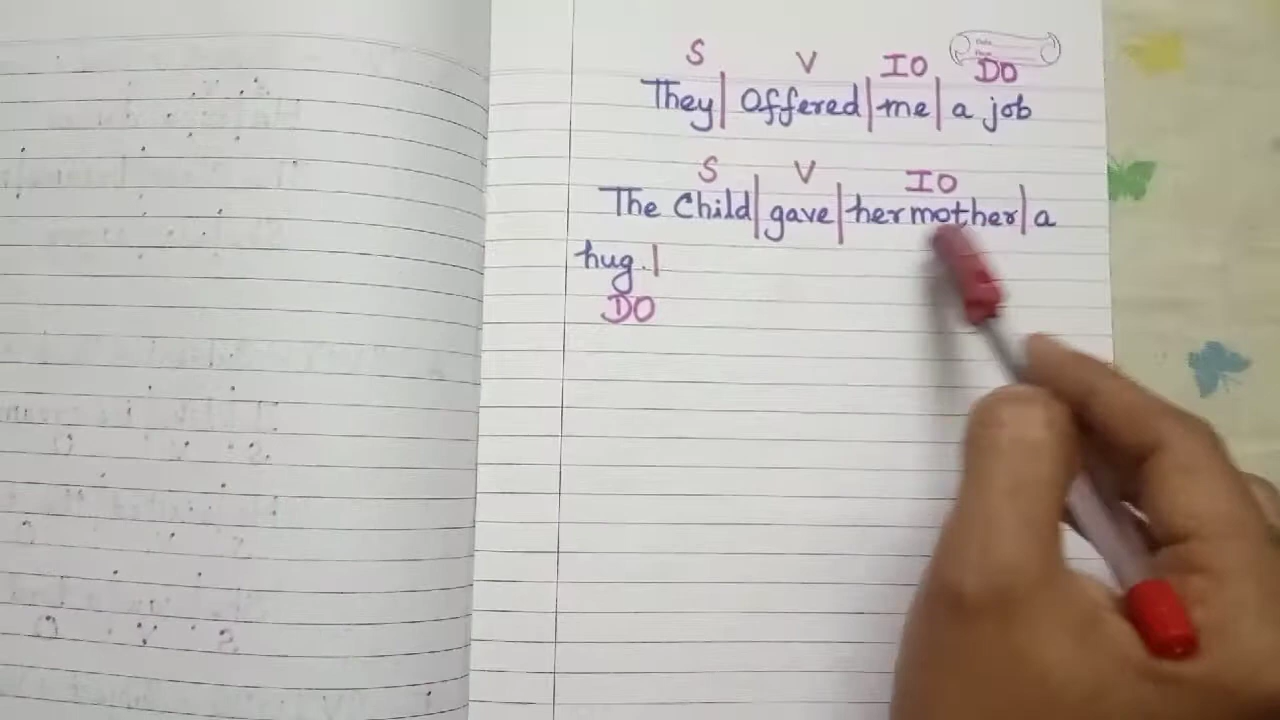 S V IO DO
They | Offered | me | a job
S V IO
The Child | gave | her mother | a
hug. |
DO